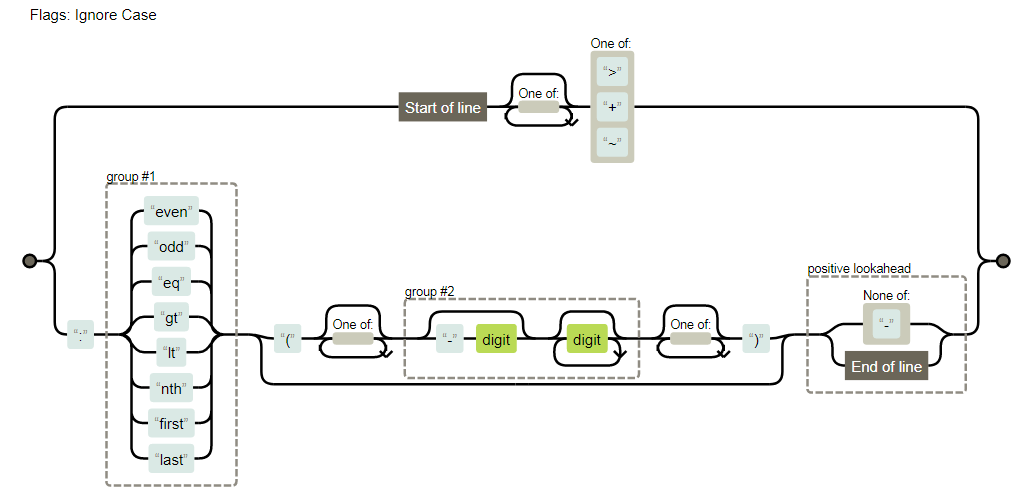 Flags: Ignore Case
One of:
“>”
One of:
Start of line
“+”
“~”
group #1
“even”
“odd”
“eq”
positive lookahead
group #2
None of:
“gt”
One of:
One of:
“-”
“:”
“(”
“-”
digit
digit
“)”
“lt”
End of line
“nth”
“first”
“last”